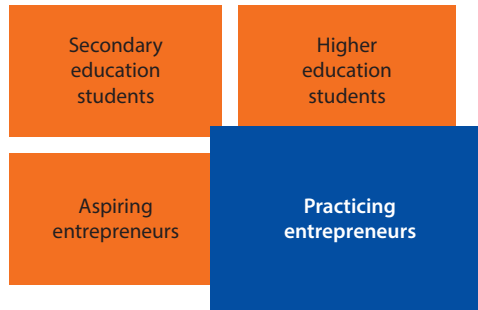 Secondary
education
students
Higher
education
students
Aspiring
entrepreneurs
Practicing
entrepreneurs